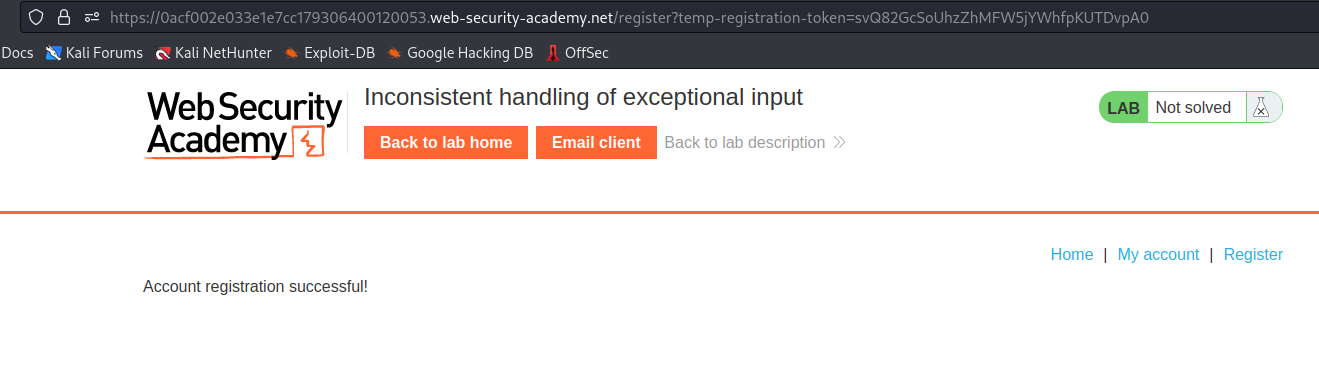 https://0acf002e033e1e7cc179306400120053.web-security-academy.net/register?temp-registration-token=svQ82GcSoUhzZhMFW5jYWhfpKUTDvpA0
Docs Kali Forums Kali NetHunter Exploit-DB Google Hacking DB OffSec
Web Security
Academy
Inconsistent handling of exceptional input
Back to lab home Email client Back to lab description
LAB Not solved
Home | My account | Register
Account registration successful!